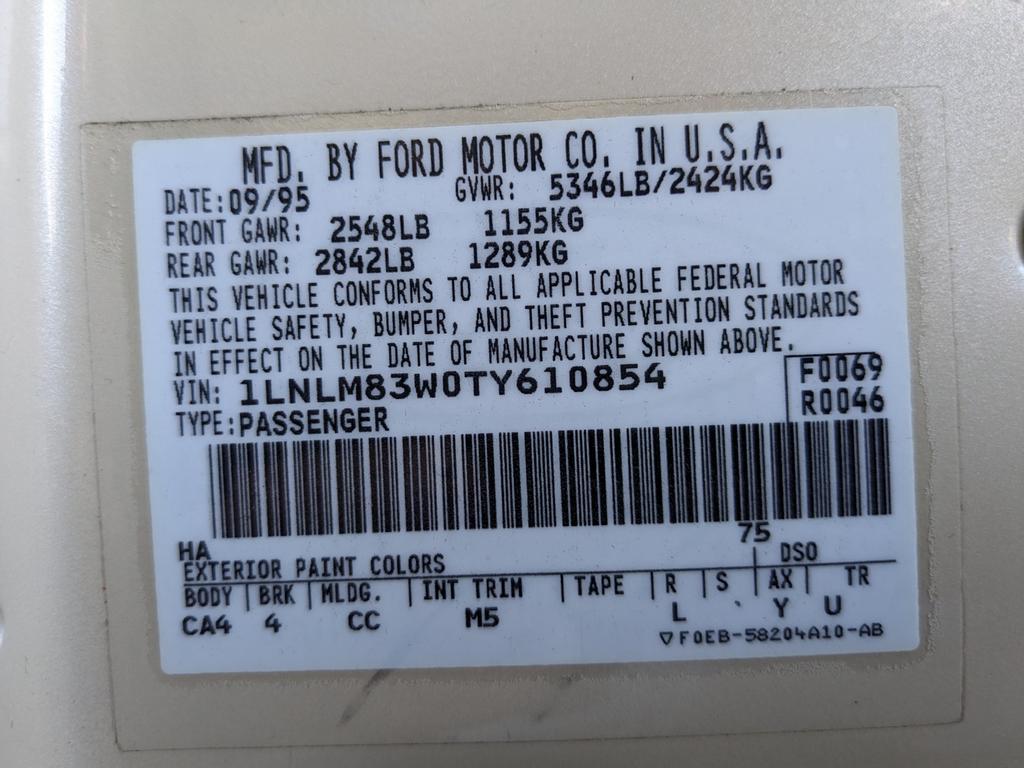 MFD. BY FORD MOTOR CO. IN U.S.A.
DATE: 09/95 GVWR: 5346LB/2424KG
FRONT GAWR: 2548LB 1155KG
REAR GAWR: 2842LB 1289KG
THIS VEHICLE CONFORMS TO ALL APPLICABLE FEDERAL MOTOR
VEHICLE SAFETY, BUMPER, AND THEFT PREVENTION STANDARDS
IN EFFECT ON THE DATE OF MANUFACTURE SHOWN ABOVE.
VIN: 1LNLM83W0TY610854 F0069
TYPE: PASSENGER R0046
HA 75
EXTERIOR PAINT COLORS DSO
BODY BRK MLDG. INT TRIM TAPE R S AX TR
CA4 4 CC M5 L Y U
▽F0EB-58204A10-AB